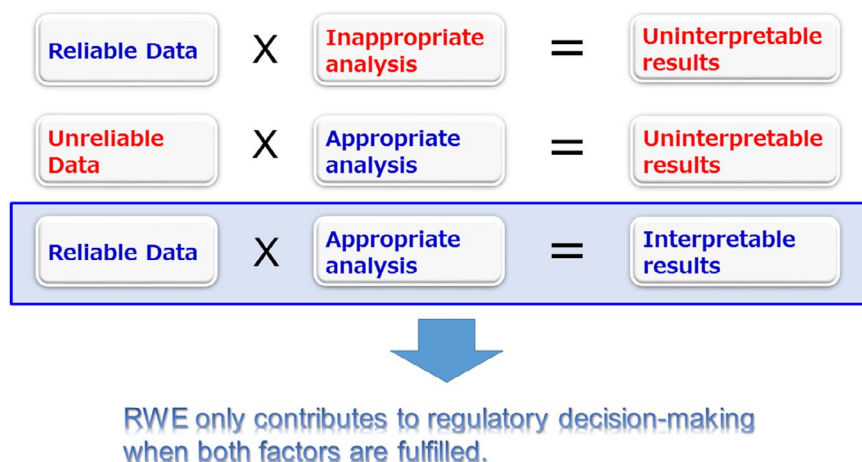 Reliable Data X Inappropriate analysis = Uninterpretable results
Unreliable Data X Appropriate analysis = Uninterpretable results
Reliable Data X Appropriate analysis = Interpretable results
RWE only contributes to regulatory decision-making
when both factors are fulfilled.